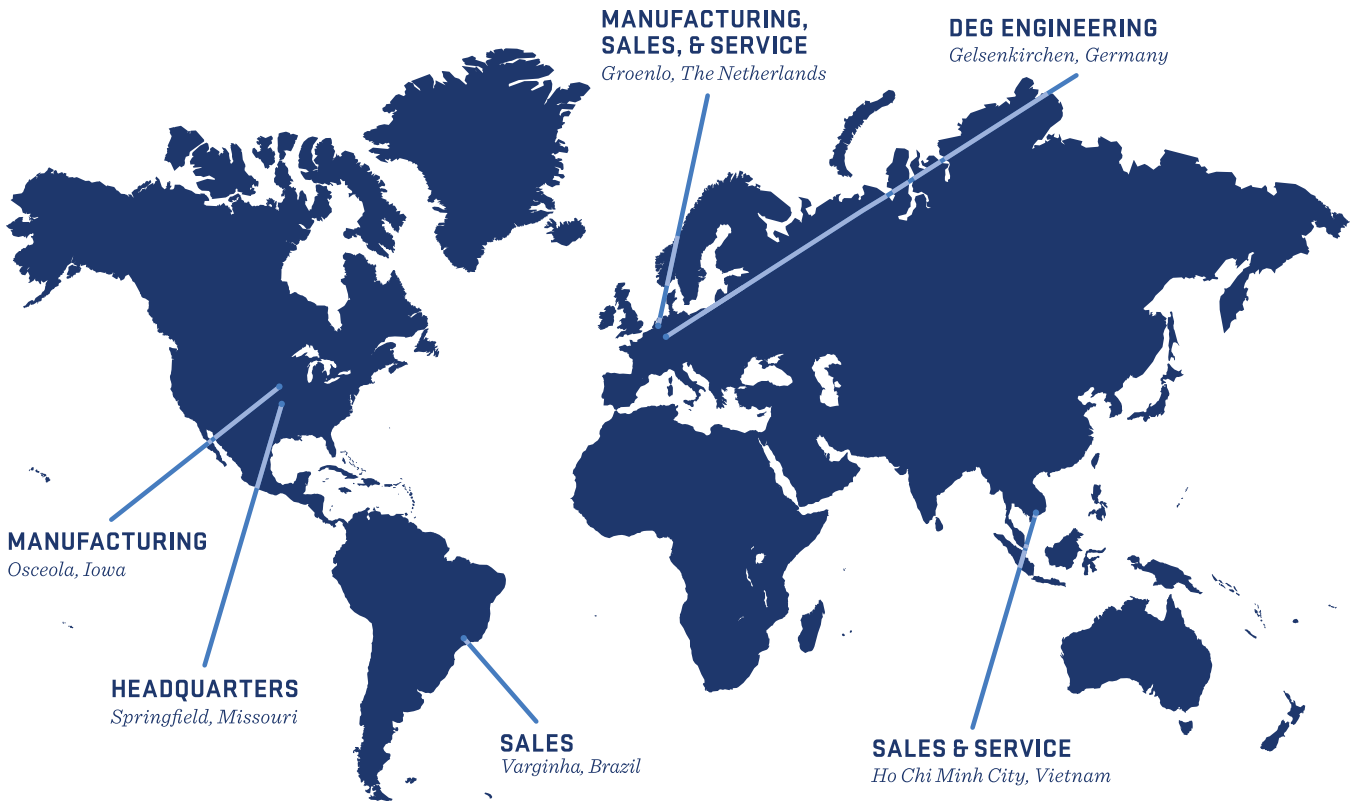 MANUFACTURING,
SALES, & SERVICE
Groenlo, The Netherlands
DEG ENGINEERING
Gelsenkirchen, Germany
MANUFACTURING
Osceola, Iowa
HEADQUARTERS
Springfield, Missouri
SALES
Varginha, Brazil
SALES & SERVICE
Ho Chi Minh City, Vietnam